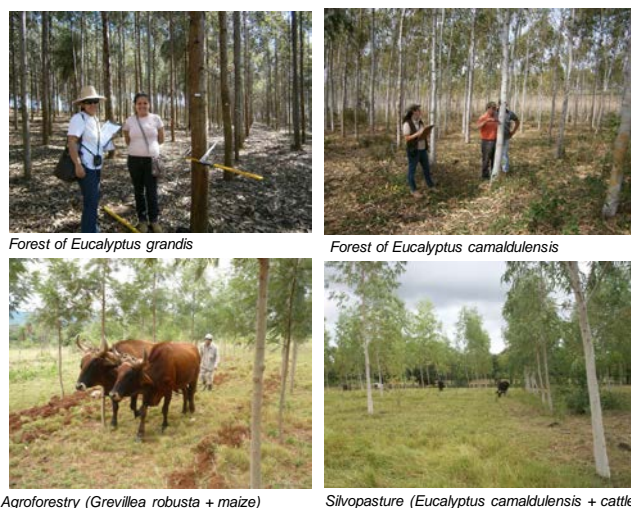 Forest of Eucalyptus grandis
Forest of Eucalyptus camaldulensis
Agroforestry (Grevillea robusta + maize)
Silvopasture (Eucalyptus camaldulensis + cattle